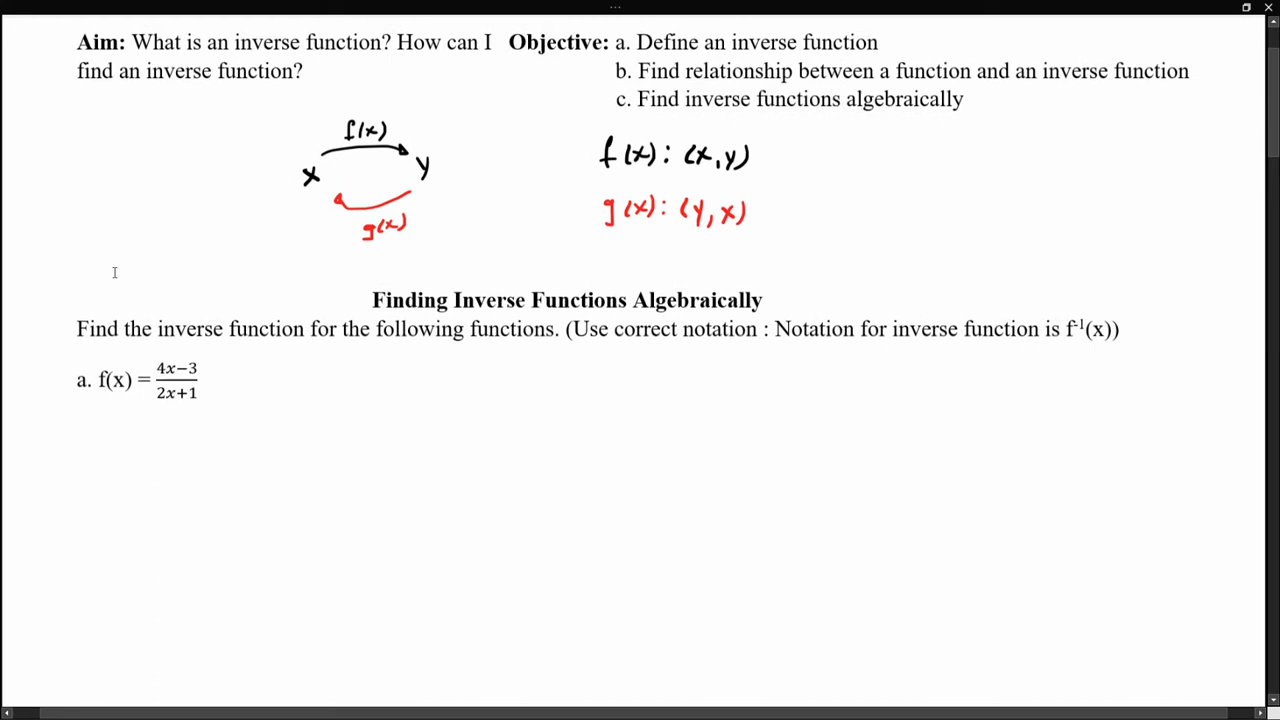 Aim: What is an inverse function? How can I find an inverse function?
Objective: a. Define an inverse function
b. Find relationship between a function and an inverse function
c. Find inverse functions algebraically
f(x)
x y
g(x)
f(x): (x,y)
g(x): (y,x)
Finding Inverse Functions Algebraically
Find the inverse function for the following functions. (Use correct notation : Notation for inverse function is f⁻¹(x))
a. f(x) = 4x−3 / 2x+1